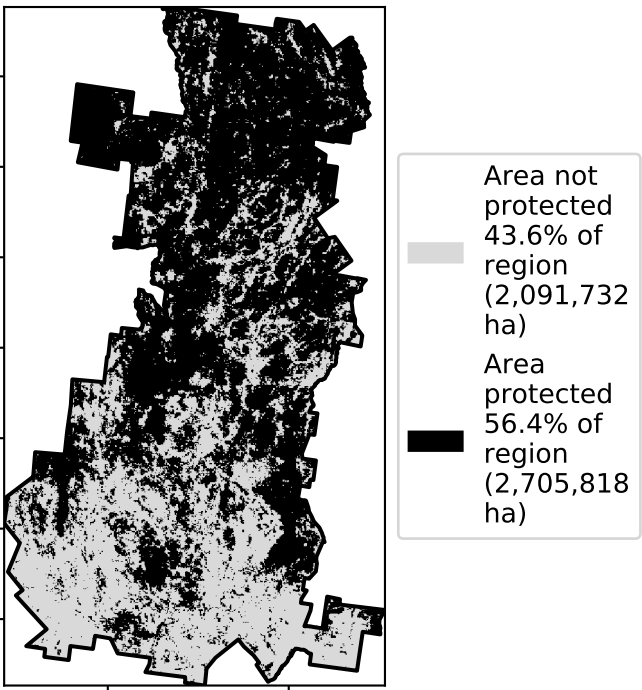 Area not
protected
43.6% of
region
(2,091,732
ha)
Area
protected
56.4% of
region
(2,705,818
ha)